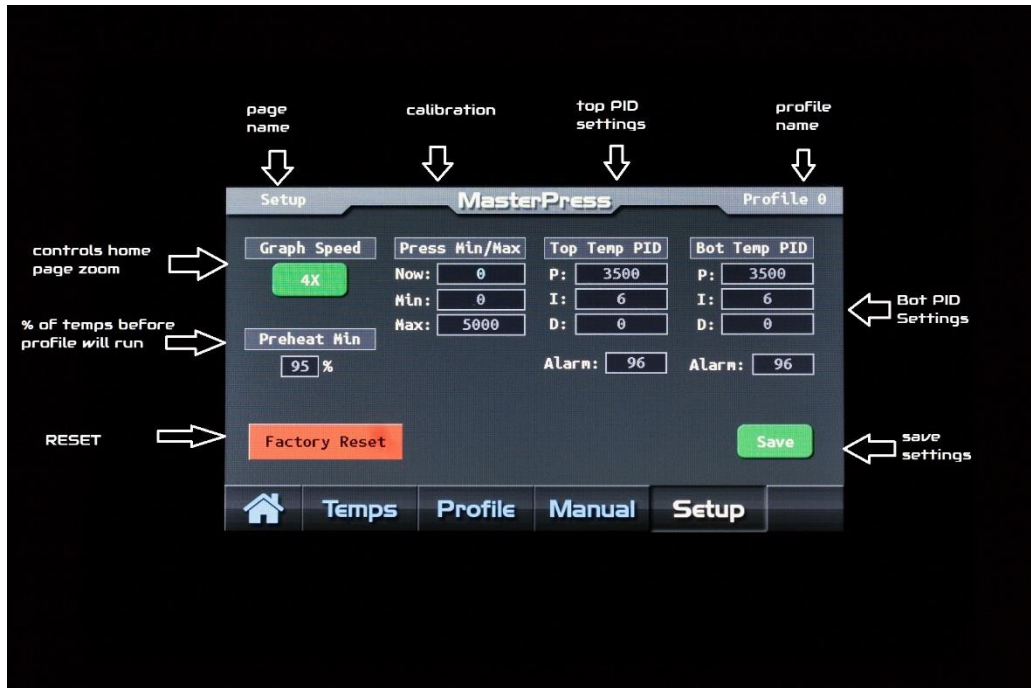 page
name
calibration
top PID
settings
profile
name
Setup
MasterPress
Profile 0
controls home
page zoom
Graph Speed
4X
Press Min/Max
Now: 0
Min: 0
Max: 5000
Top Temp PID
P: 3500
I: 6
D: 0
Alarm: 96
Bot Temp PID
P: 3500
I: 6
D: 0
Alarm: 96
Bot PID
Settings
% of temps before
profile will run
Preheat Min
95 %
RESET
Factory Reset
Save
save
settings
Temps
Profile
Manual
Setup